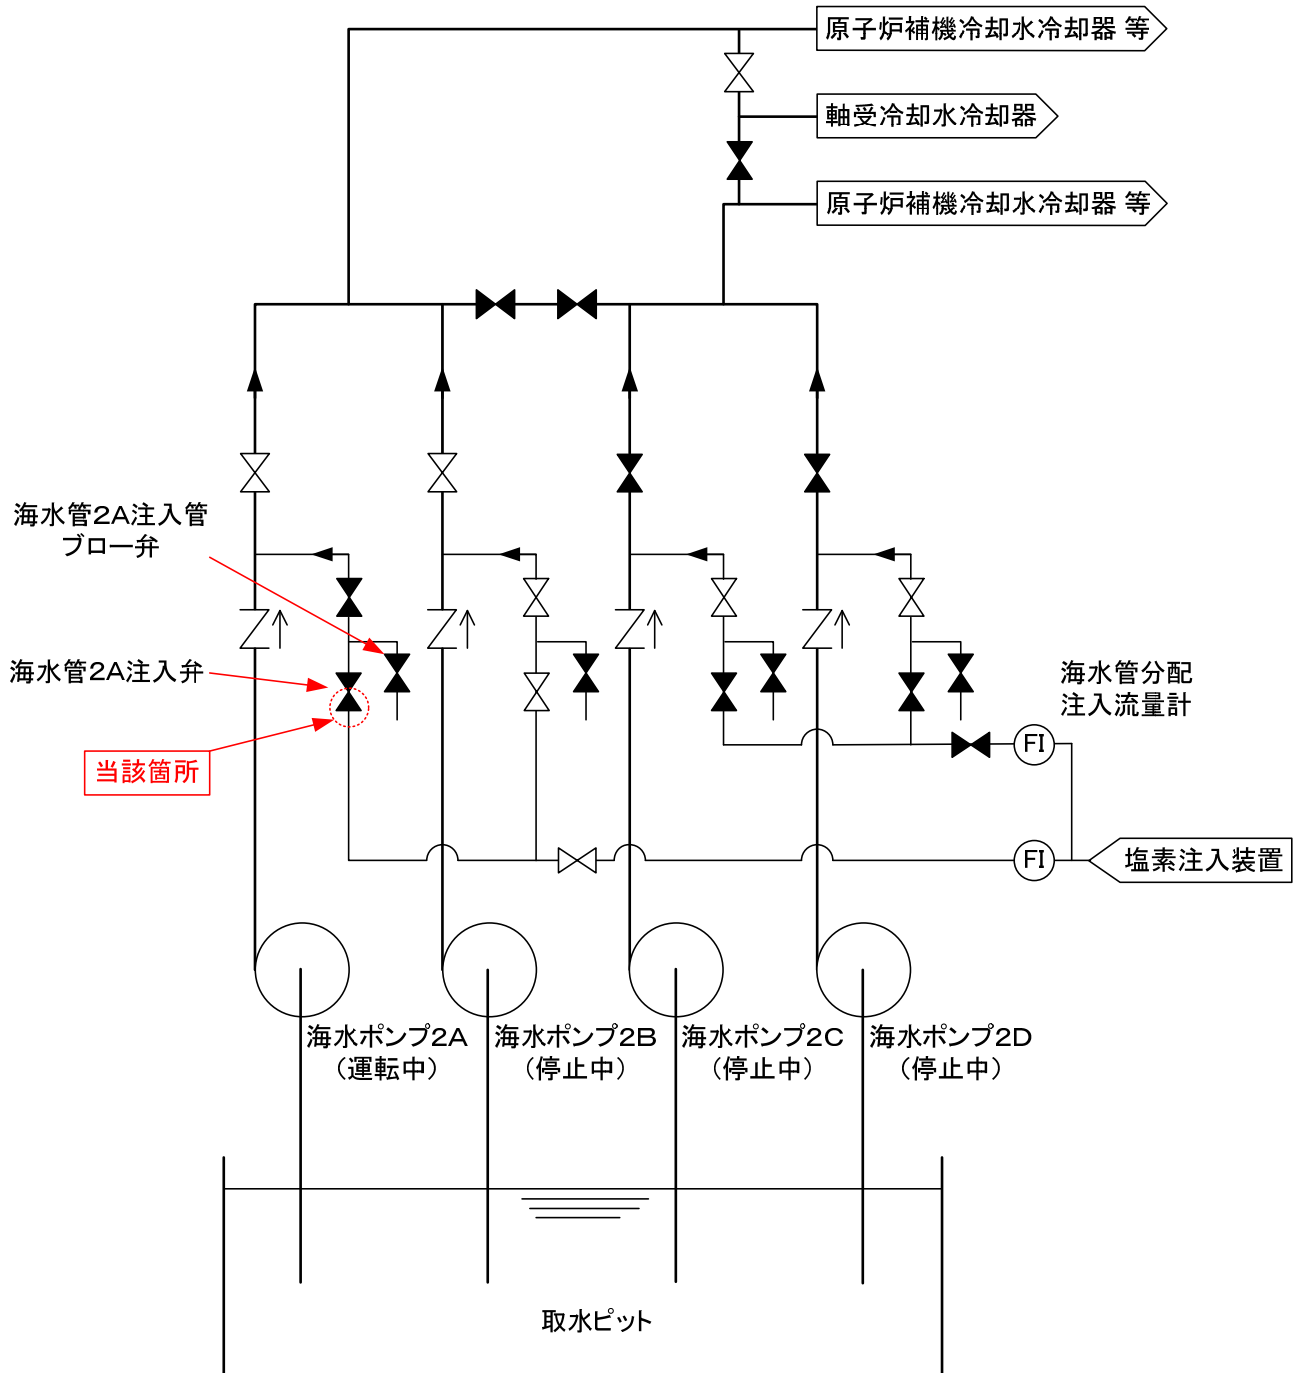 原子炉補機冷却水冷却器 等
軸受冷却水冷却器
原子炉補機冷却水冷却器 等
海水管2A注入管
ブロー弁
海水管2A注入弁
当該箇所
海水管分配
注入流量計
FI
FI
塩素注入装置
海水ポンプ2A
（運転中）
海水ポンプ2B
（停止中）
海水ポンプ2C
（停止中）
海水ポンプ2D
（停止中）
取水ピット